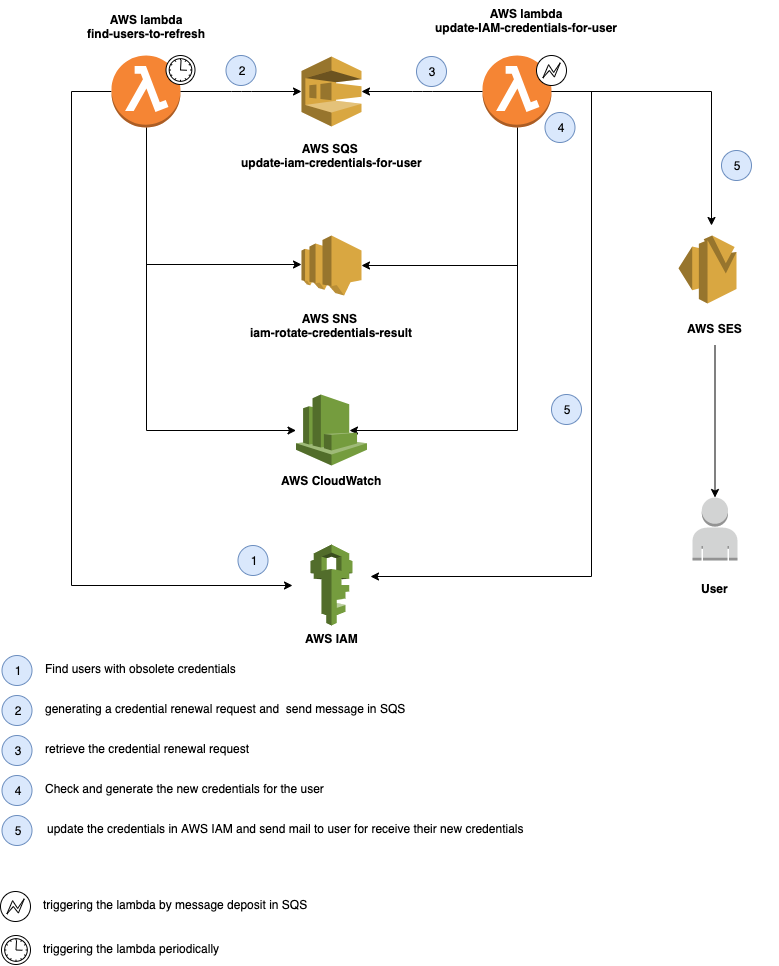 AWS lambda
find-users-to-refresh
AWS lambda
update-IAM-credentials-for-user
2
3
4
5
AWS SQS
update-iam-credentials-for-user
AWS SNS
iam-rotate-credentials-result
AWS SES
5
AWS CloudWatch
1
User
AWS IAM
1 Find users with obsolete credentials
2 generating a credential renewal request and send message in SQS
3 retrieve the credential renewal request
4 Check and generate the new credentials for the user
5 update the credentials in AWS IAM and send mail to user for receive their new credentials
triggering the lambda by message deposit in SQS
triggering the lambda periodically